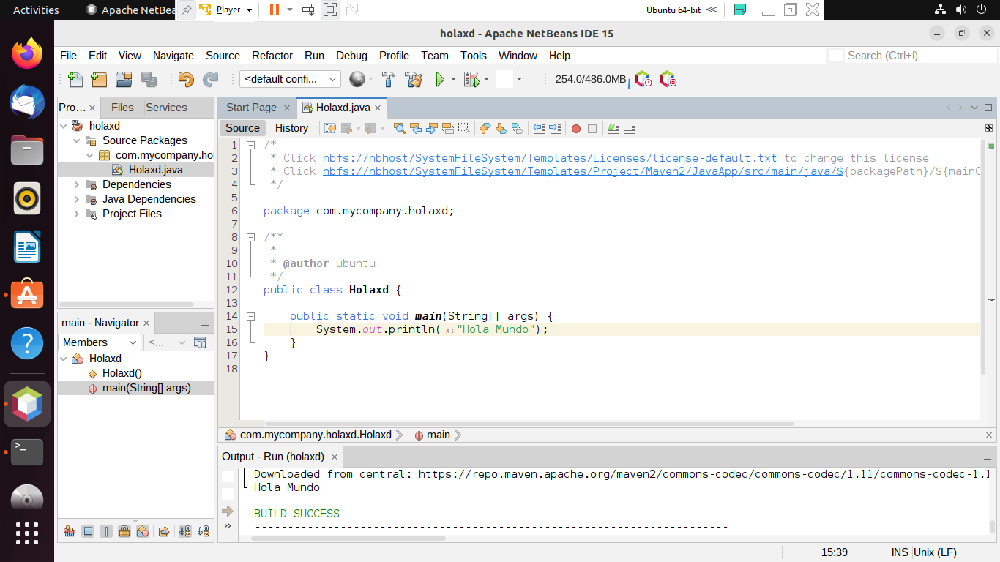 Activities
Apache NetBea
Player
Ubuntu 64-bit
holaxd - Apache NetBeans IDE 15
File Edit View Navigate Source Refactor Run Debug Profile Team Tools Window Help
Search (Ctrl+I)
<default confi...
254.0/486.0MB
Pro... Files Services
holaxd
Source Packages
com.mycompany.ho
Holaxd.java
Dependencies
Java Dependencies
Project Files
Start Page
Holaxd.java
Source History
1 /*
2 * Click nbfs://nbhost/SystemFileSystem/Templates/Licenses/license-default.txt to change this license
3 * Click nbfs://nbhost/SystemFileSystem/Templates/Project/Maven2/JavaApp/src/main/java/${packagePath}/${mainC
4 */
5
6 package com.mycompany.holaxd;
7
8 /**
9 *
10 * @author ubuntu
11 */
12 public class Holaxd {
13
14 public static void main(String[] args) {
15 System.out.println( x: "Hola Mundo");
16 }
17 }
18
main - Navigator
Members
<...
Holaxd
Holaxd()
main(String[] args)
com.mycompany.holaxd.Holaxd
main
Output - Run (holaxd)
Downloaded from central: https://repo.maven.apache.org/maven2/commons-codec/commons-codec/1.11/commons-codec-1.1
Hola Mundo
------------------------------------------------------------------------
BUILD SUCCESS
------------------------------------------------------------------------
15:39
INS
Unix (LF)